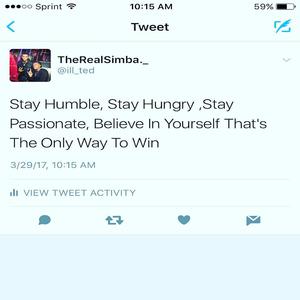 Sprint 10:15 AM 59%
Tweet
TheRealSimba._
@ill_ted
Stay Humble, Stay Hungry ,Stay
Passionate, Believe In Yourself That's
The Only Way To Win
3/29/17, 10:15 AM
VIEW TWEET ACTIVITY